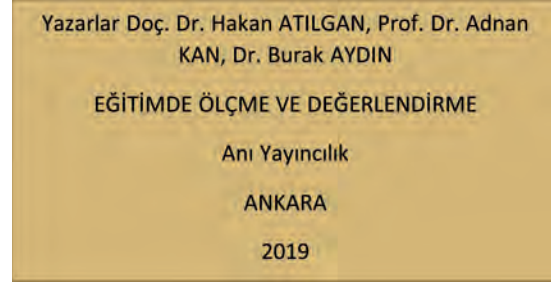 Yazarlar Doç. Dr. Hakan ATILGAN, Prof. Dr. Adnan
KAN, Dr. Burak AYDIN
EĞİTİMDE ÖLÇME VE DEĞERLENDİRME
Anı Yayıncılık
ANKARA
2019